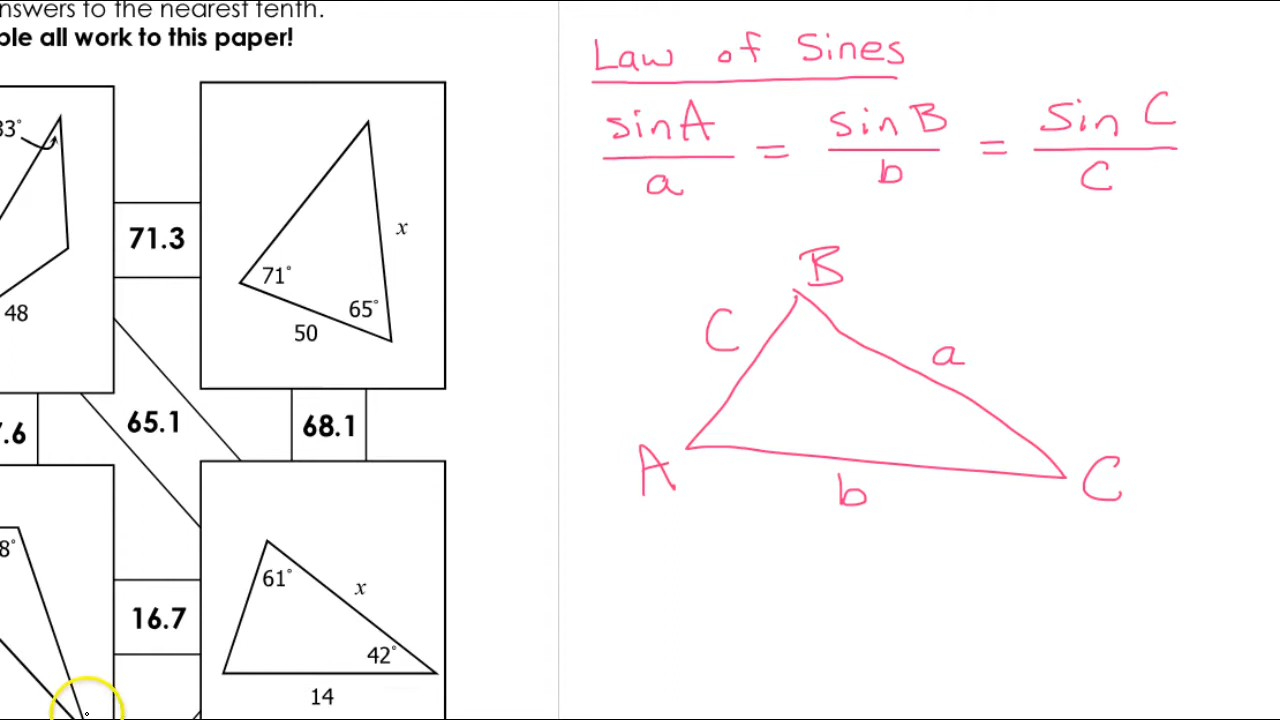 nswers to the nearest tenth.
ple all work to this paper!
33°
48
71.3
71°
65°
50
x
7.6
65.1
68.1
8°
16.7
61°
x
42°
14
Law of Sines
sinA/a = sinB/b = sin C/C
B
C
a
A
b
C